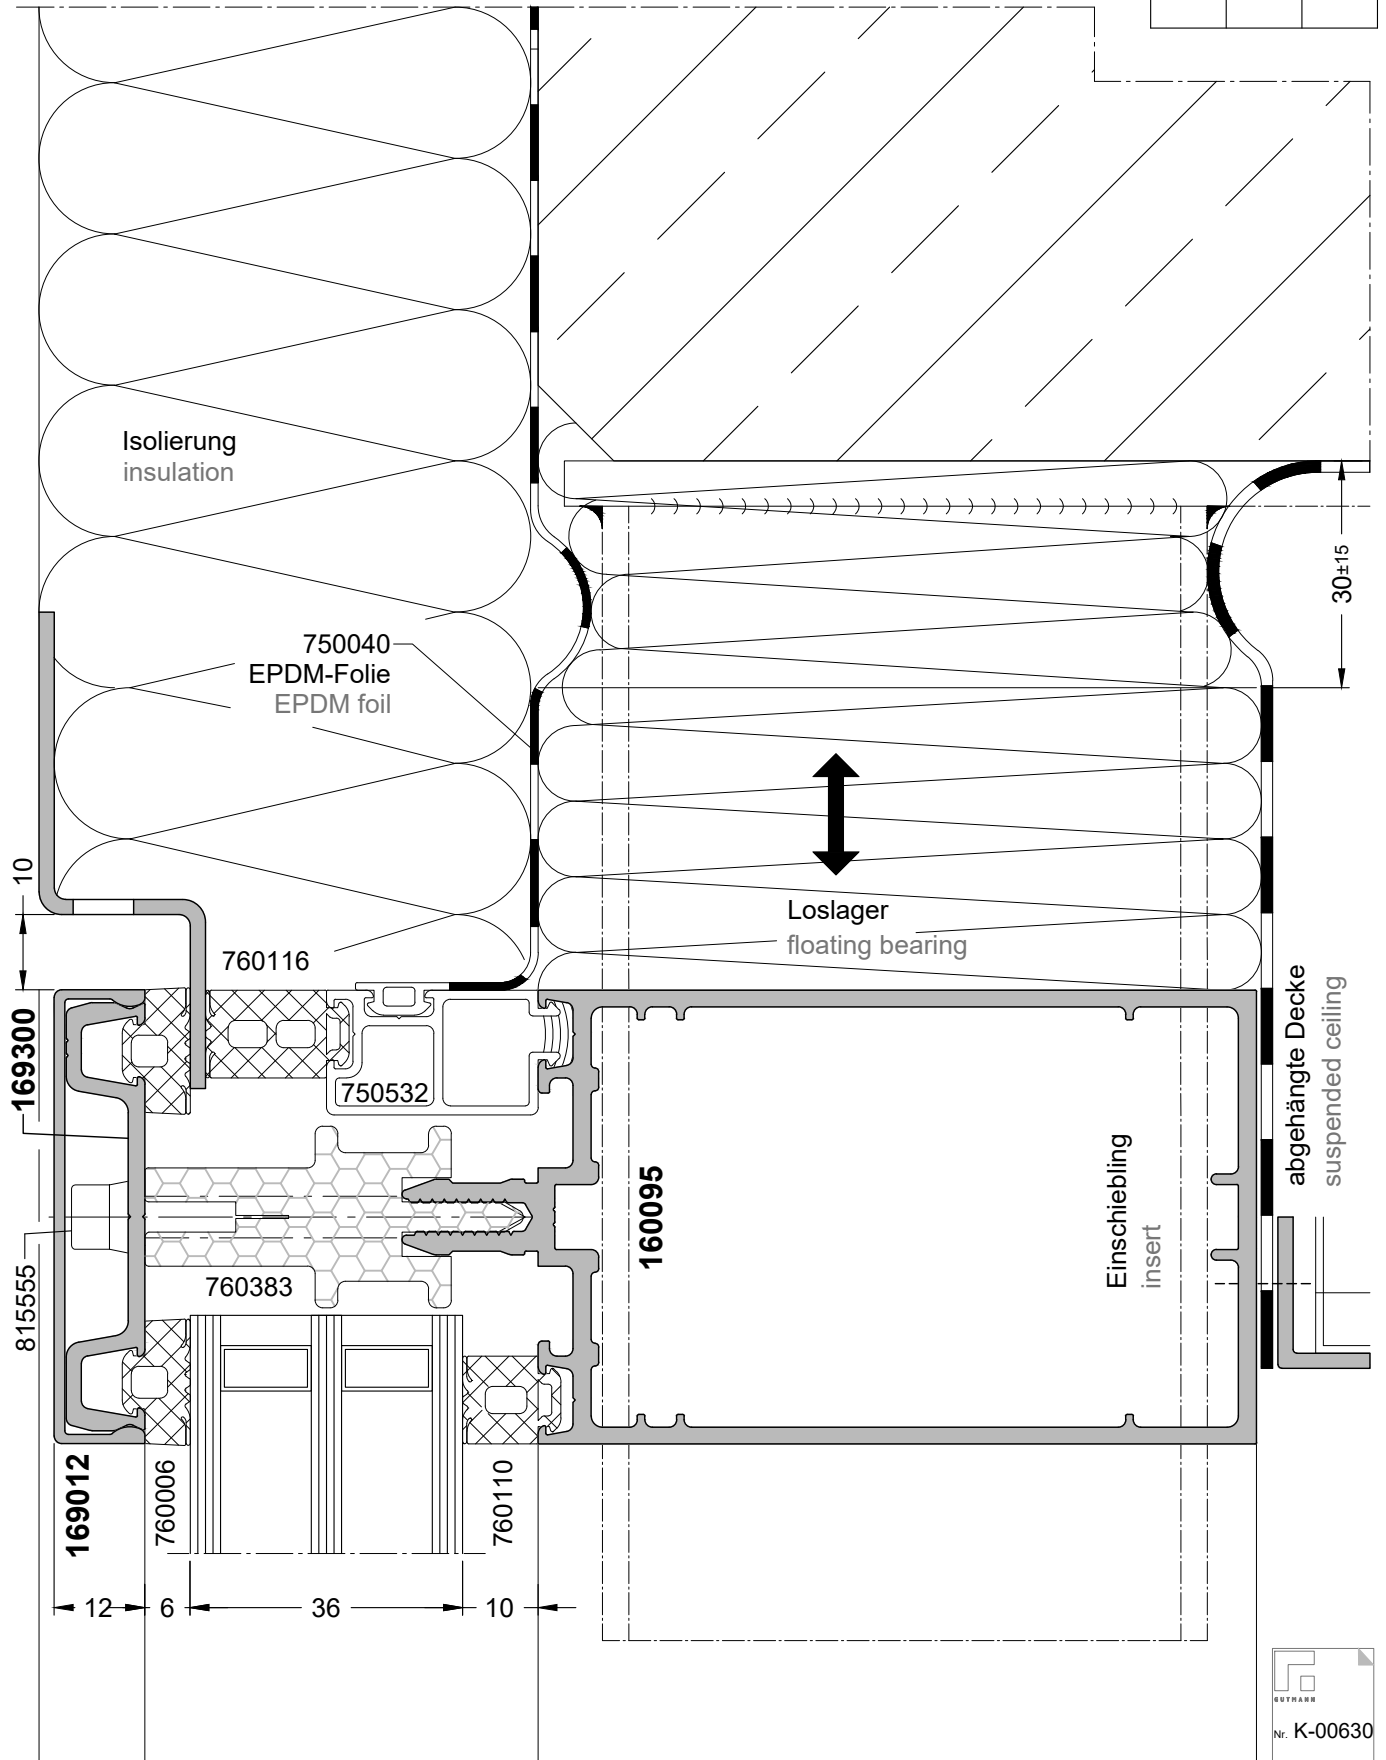 Isolierung
insulation
750040
EPDM-Folie
EPDM foil
30±15
10
Loslager
floating bearing
760116
169300
750532
abgehängte Decke
suspended ceiling
160095
Einschiebling
insert
760383
815555
169012
760006
760110
12
6
36
10
GUTMANN
Nr. K-00630